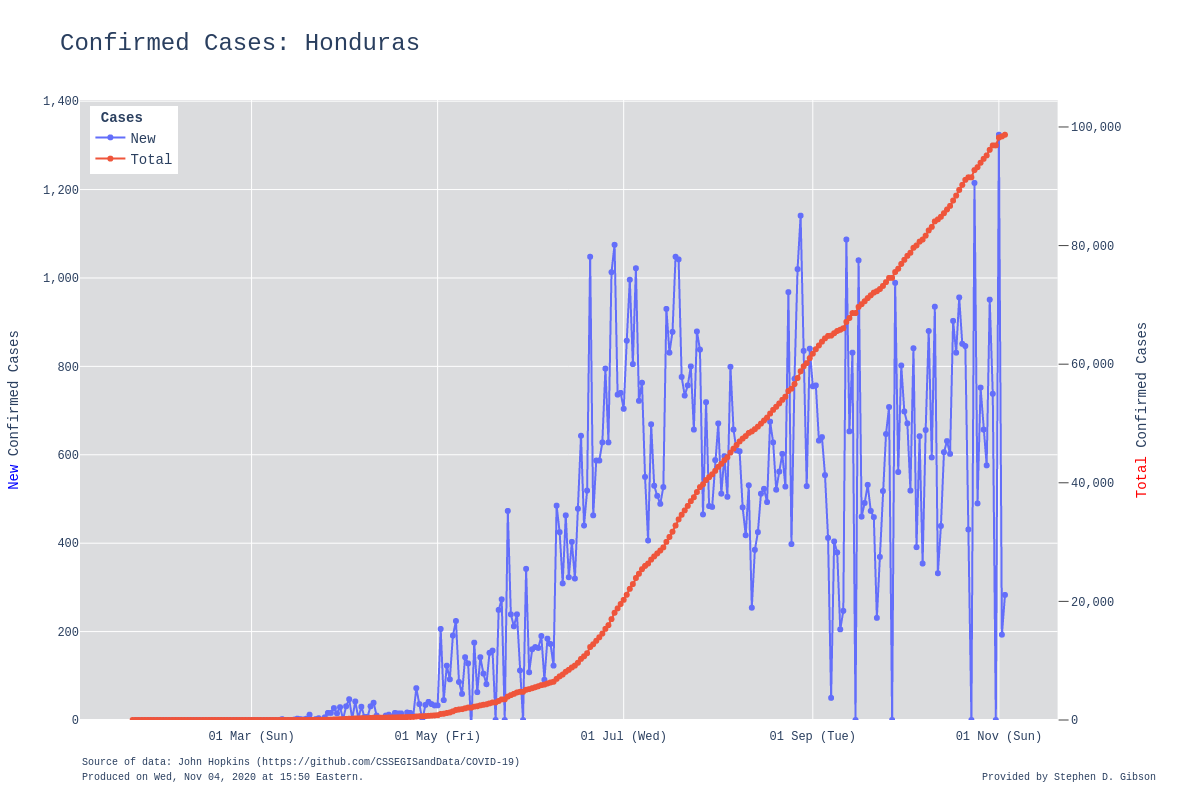 Confirmed Cases: Honduras
Cases
New
Total
1,400
1,200
1,000
800
600
400
200
0
New Confirmed Cases
100,000
80,000
60,000
40,000
20,000
0
Total Confirmed Cases
01 Mar (Sun)
01 May (Fri)
01 Jul (Wed)
01 Sep (Tue)
01 Nov (Sun)
Source of data: John Hopkins (https://github.com/CSSEGISandData/COVID-19)
Produced on Wed, Nov 04, 2020 at 15:50 Eastern.
Provided by Stephen D. Gibson